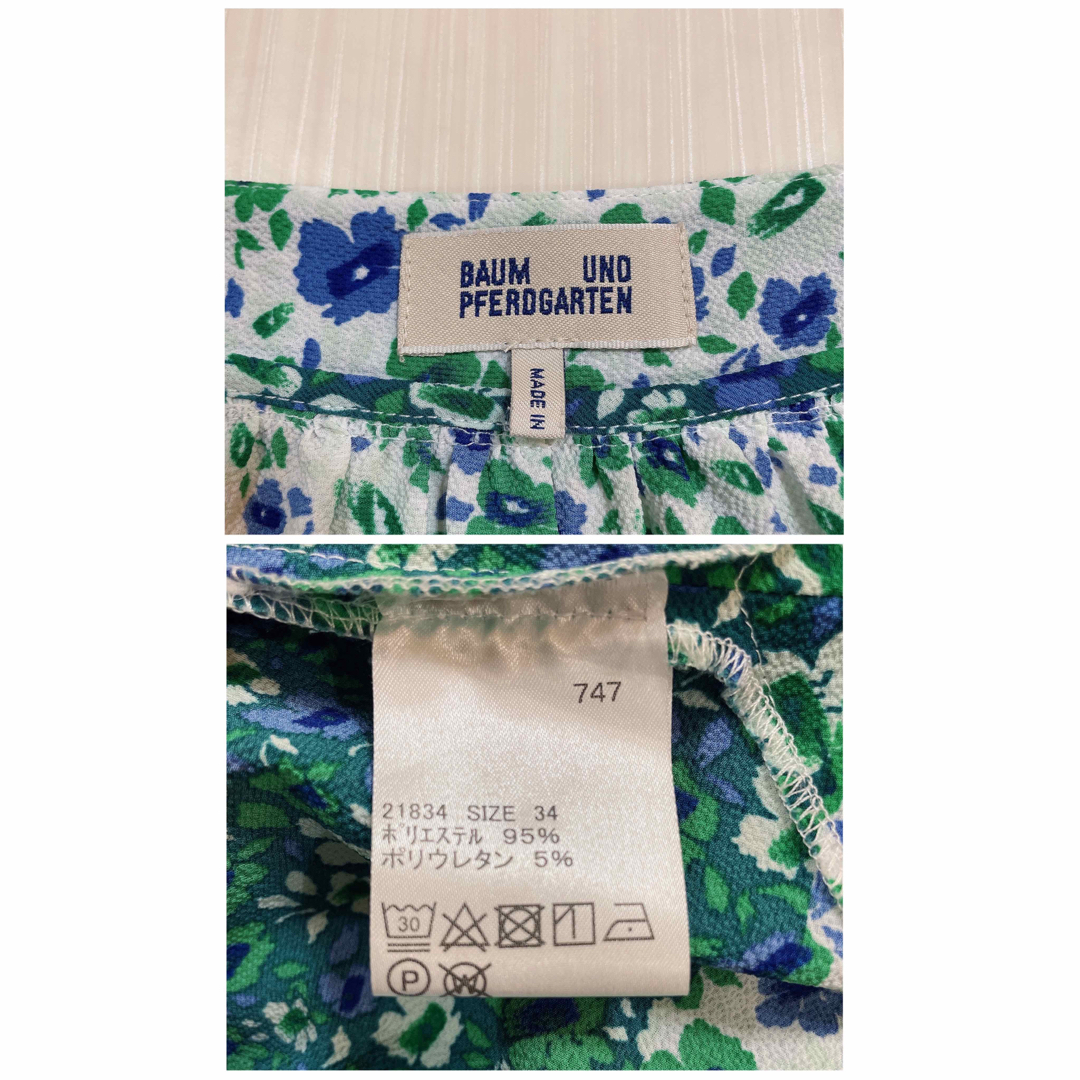 BAUM UND
PFERDGARTEN
MADE IN
747
21834 SIZE 34
ﾎﾟﾘｴｽﾃﾙ 95%
ポリウレタン 5%
30
P
W